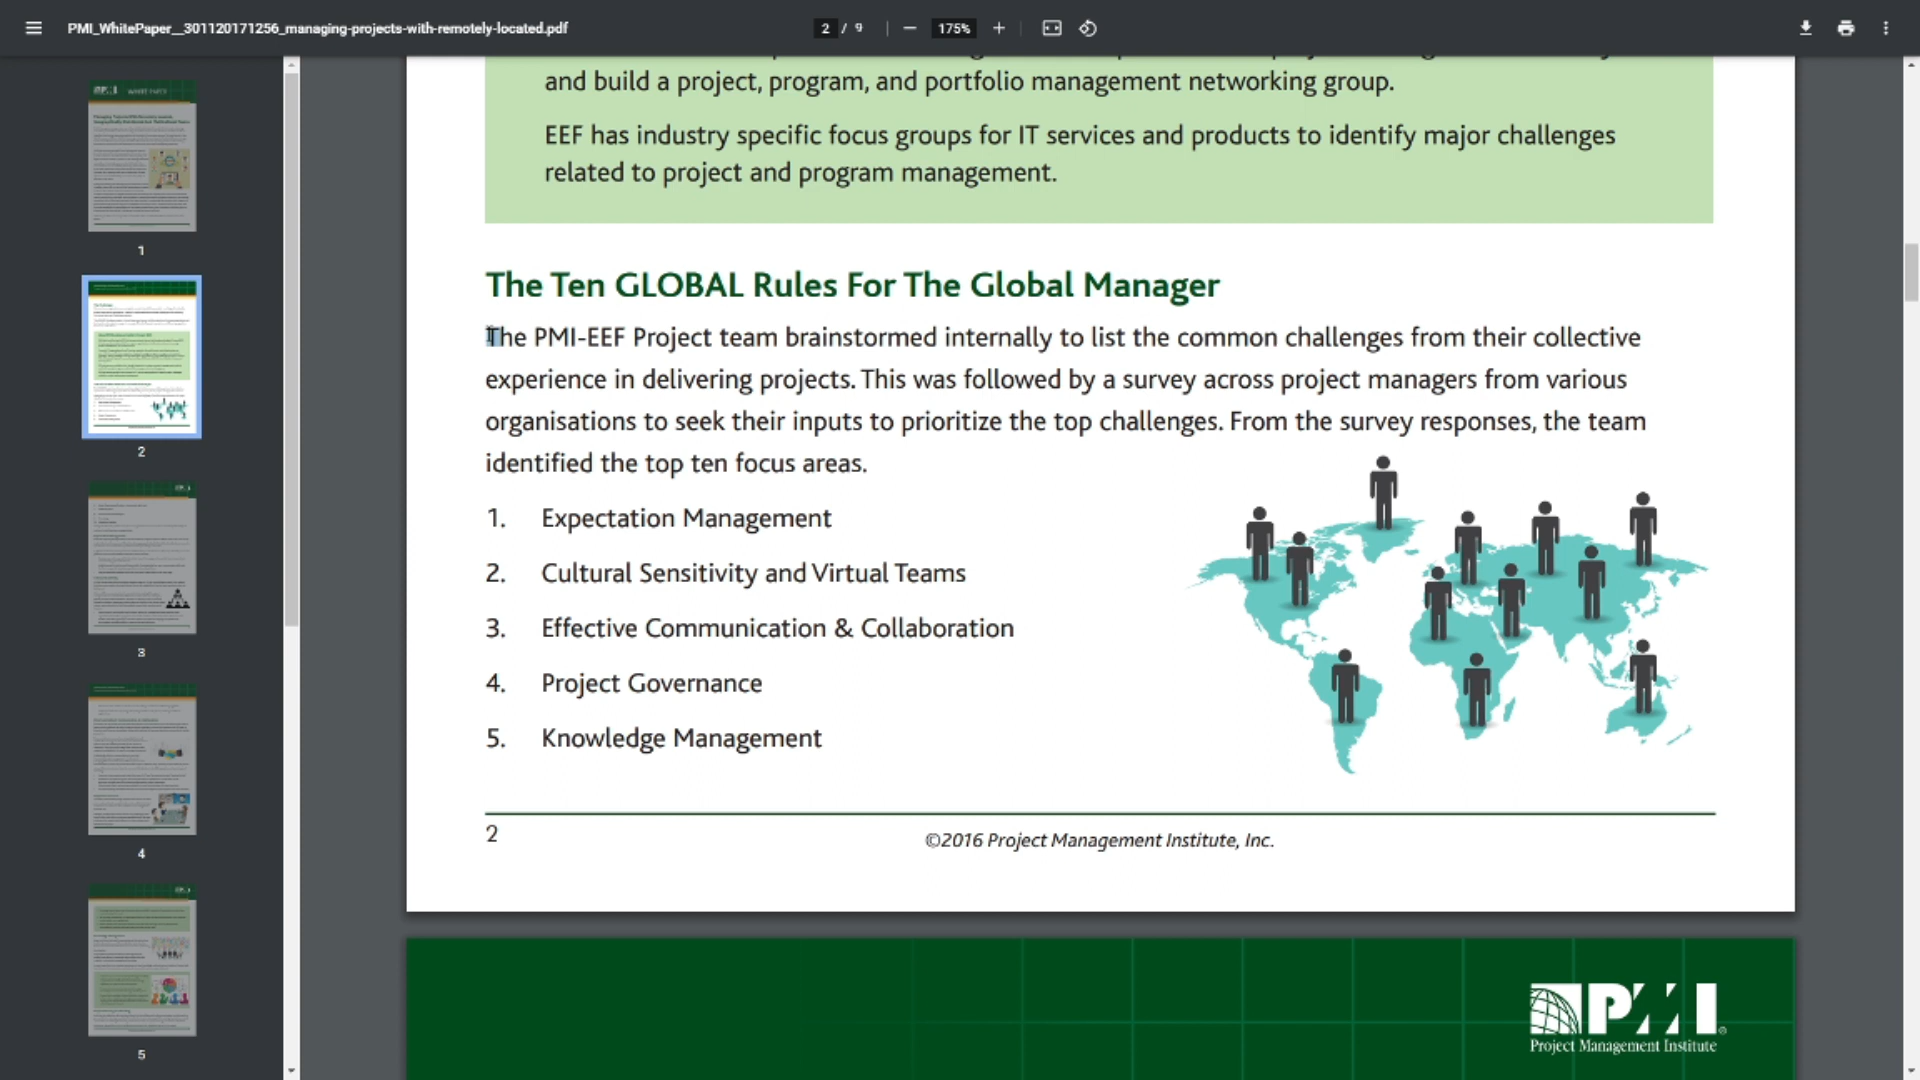 PMI_WhitePaper__301120171256_managing-projects-with-remotely-located.pdf
2 / 9
175%
and build a project, program, and portfolio management networking group.
EEF has industry specific focus groups for IT services and products to identify major challenges
related to project and program management.
The Ten GLOBAL Rules For The Global Manager
The PMI-EEF Project team brainstormed internally to list the common challenges from their collective
experience in delivering projects. This was followed by a survey across project managers from various
organisations to seek their inputs to prioritize the top challenges. From the survey responses, the team
identified the top ten focus areas.
1. Expectation Management
2. Cultural Sensitivity and Virtual Teams
3. Effective Communication & Collaboration
4. Project Governance
5. Knowledge Management
2
©2016 Project Management Institute, Inc.
PMI
Project Management Institute
1
2
3
4
5